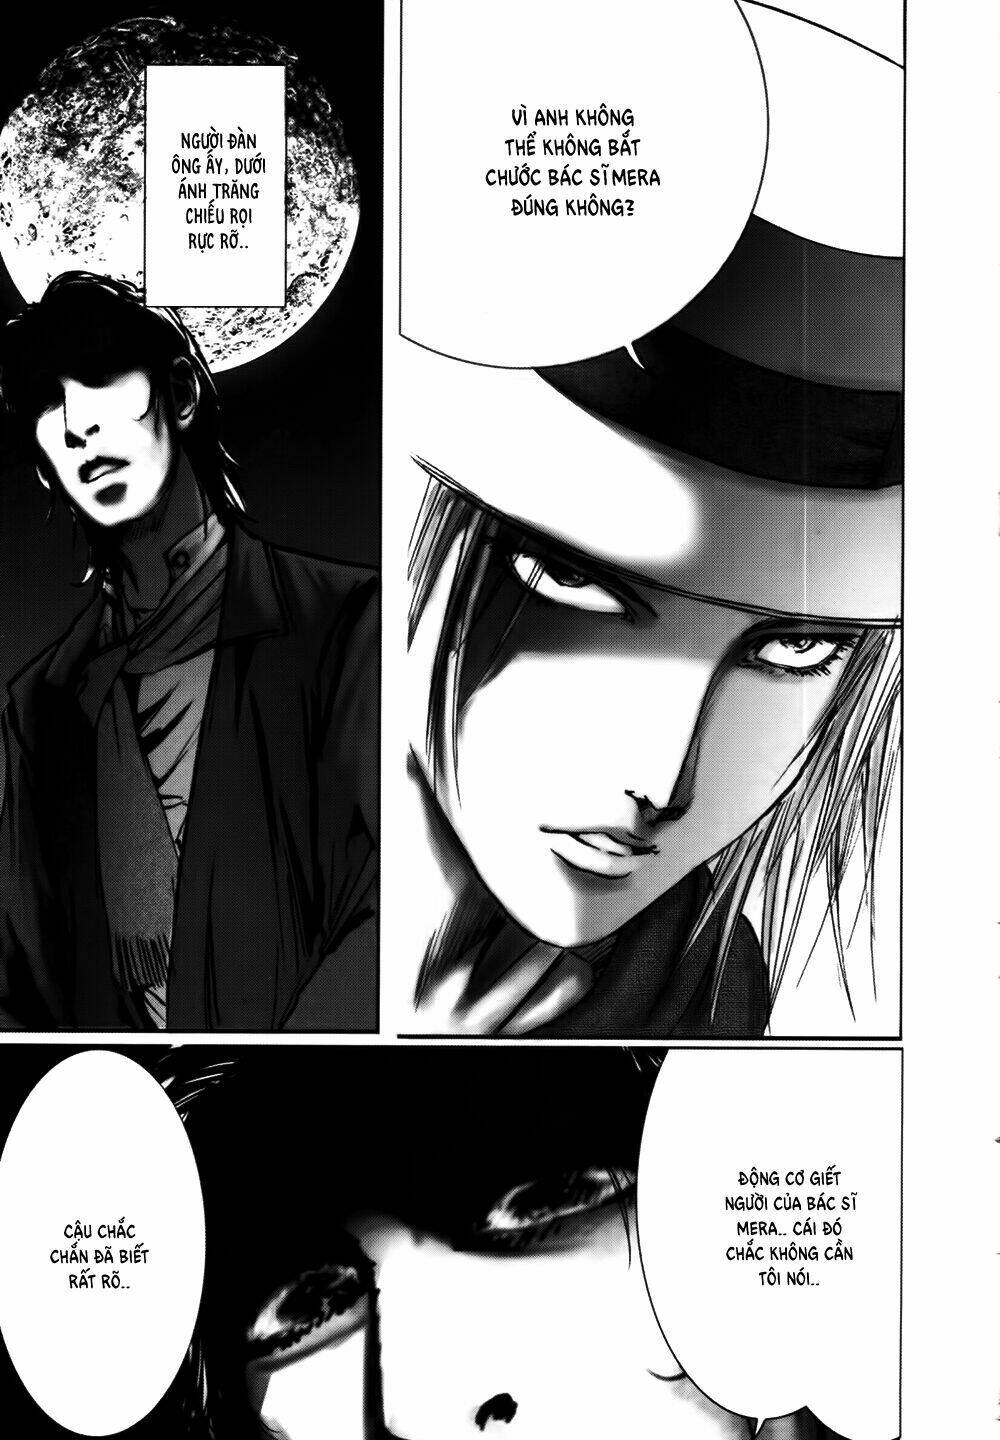 VÌ ANH KHÔNG
THỂ KHÔNG BẮT
CHƯỚC BÁC SĨ MERA
ĐÚNG KHÔNG?
NGƯỜI ĐÀN
ÔNG ẤY, DƯỚI
ÁNH TRĂNG
CHIẾU RỌI
RỰC RỠ..
ĐỘNG CƠ GIẾT
NGƯỜI CỦA BÁC SĨ
MERA.. CÁI ĐÓ
CHẮC KHÔNG CẦN
TÔI NÓI..
CẬU CHẮC
CHẮN ĐÃ BIẾT
RẤT RÕ..